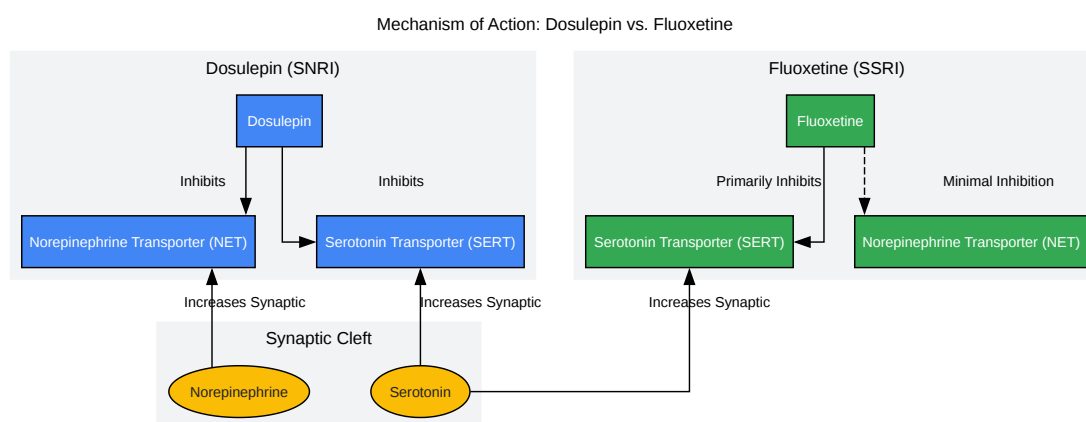 Mechanism of Action: Dosulepin vs. Fluoxetine
Dosulepin (SNRI)
Dosulepin
Inhibits
Inhibits
Norepinephrine Transporter (NET)
Serotonin Transporter (SERT)
Fluoxetine (SSRI)
Fluoxetine
Primarily Inhibits
Minimal Inhibition
Serotonin Transporter (SERT)
Norepinephrine Transporter (NET)
Increases Synaptic
Increases Synaptic
Increases Synaptic
Synaptic Cleft
Norepinephrine
Serotonin